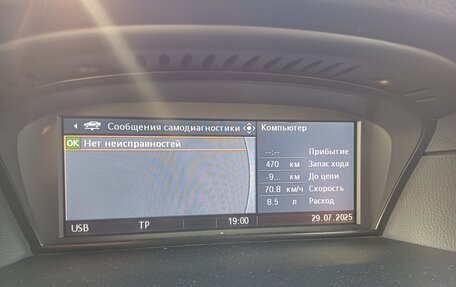 Сообщения самодиагностики
OK Нет неисправностей
Компьютер
--:-- Прибытие
470 км Запас хода
-9... км До цели
70.8 км/ч Скорость
8.5 л Расход
USB TP 19:00 29.07.2025